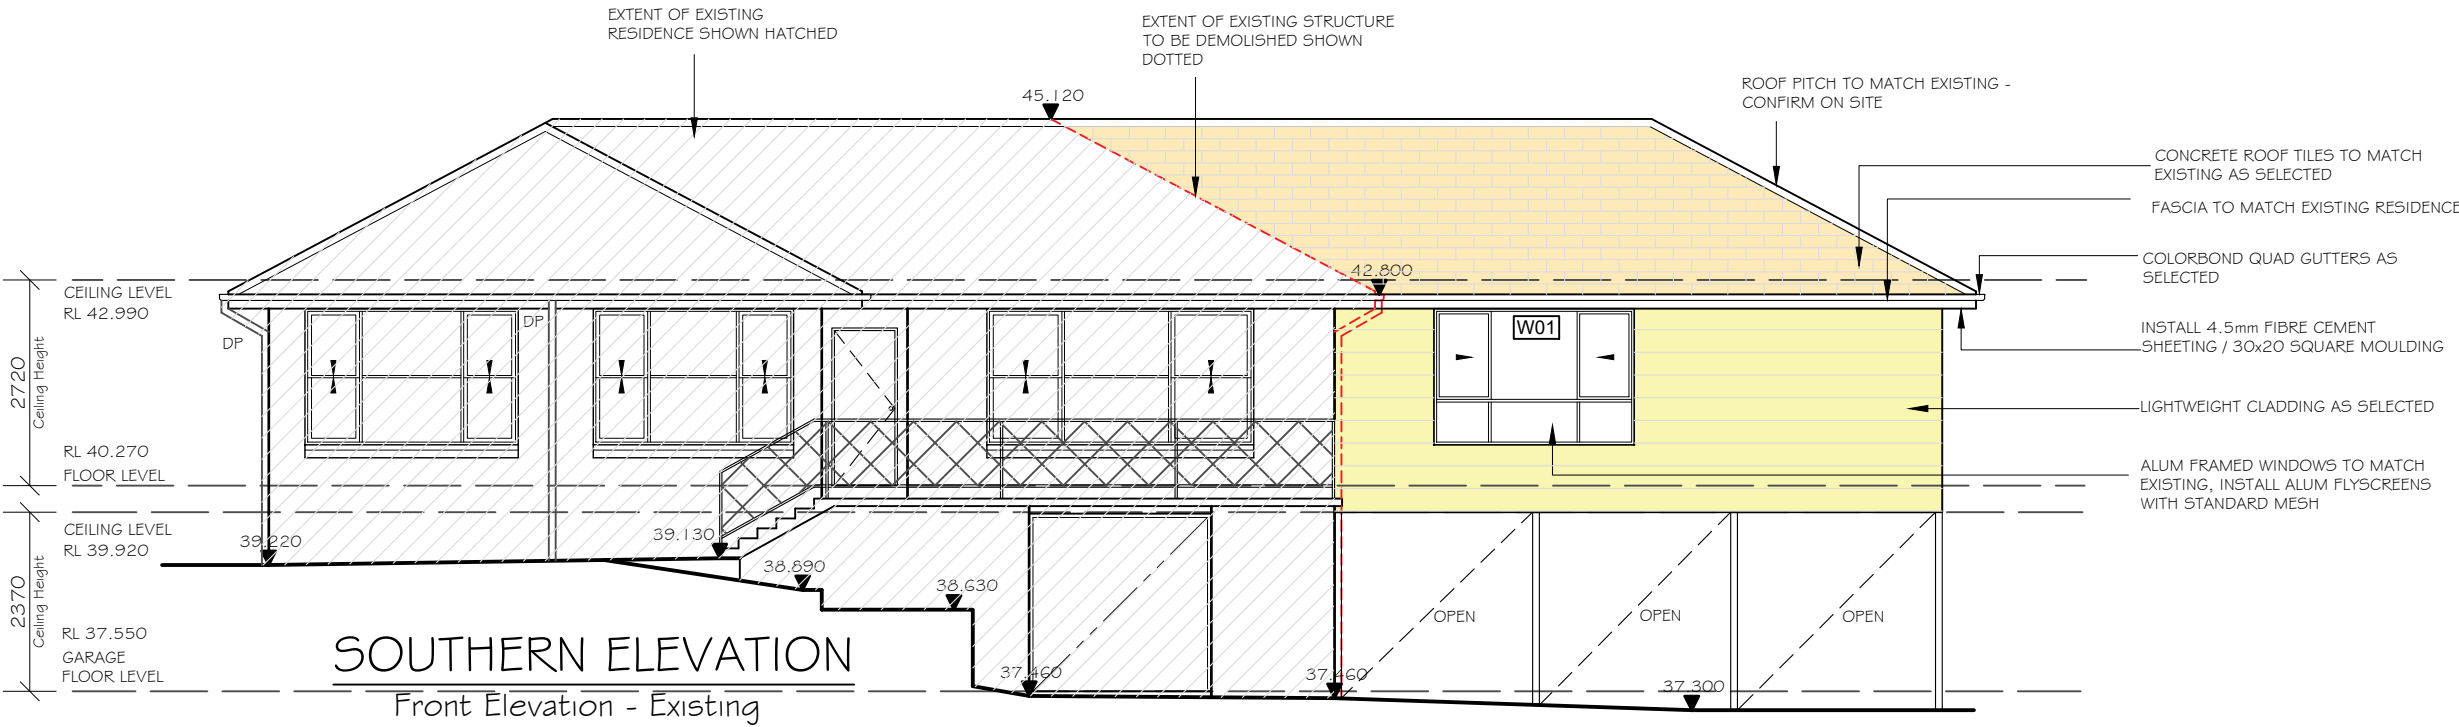 EXTENT OF EXISTING
RESIDENCE SHOWN HATCHED
EXTENT OF EXISTING STRUCTURE
TO BE DEMOLISHED SHOWN
DOTTED
45.120
ROOF PITCH TO MATCH EXISTING -
CONFIRM ON SITE
CONCRETE ROOF TILES TO MATCH
EXISTING AS SELECTED
FASCIA TO MATCH EXISTING RESIDENCE
COLORBOND QUAD GUTTERS AS
SELECTED
INSTALL 4.5mm FIBRE CEMENT
SHEETING / 30x20 SQUARE MOULDING
LIGHTWEIGHT CLADDING AS SELECTED
ALUM FRAMED WINDOWS TO MATCH
EXISTING, INSTALL ALUM FLYSCREENS
WITH STANDARD MESH
42.800
W01
CEILING LEVEL
RL 42.990
2720
Ceiling Height
DP
DP
RL 40.270
FLOOR LEVEL
CEILING LEVEL
RL 39.920
2370
Ceiling Height
RL 37.550
GARAGE
FLOOR LEVEL
39.220
39.130
38.890
38.630
37.460
37.460
37.300
OPEN
OPEN
OPEN
SOUTHERN ELEVATION
Front Elevation - Existing